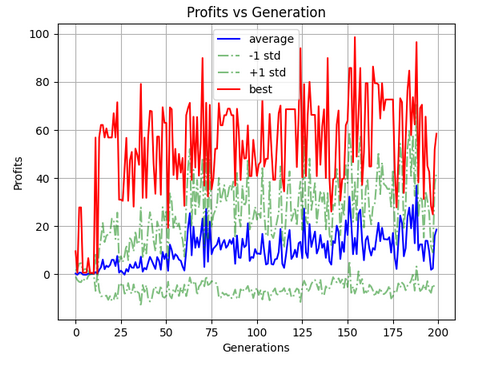 Profits vs Generation
100
80
60
40
20
0
Profits
average
-1 std
+1 std
best
0
25
50
75
100
125
150
175
200
Generations